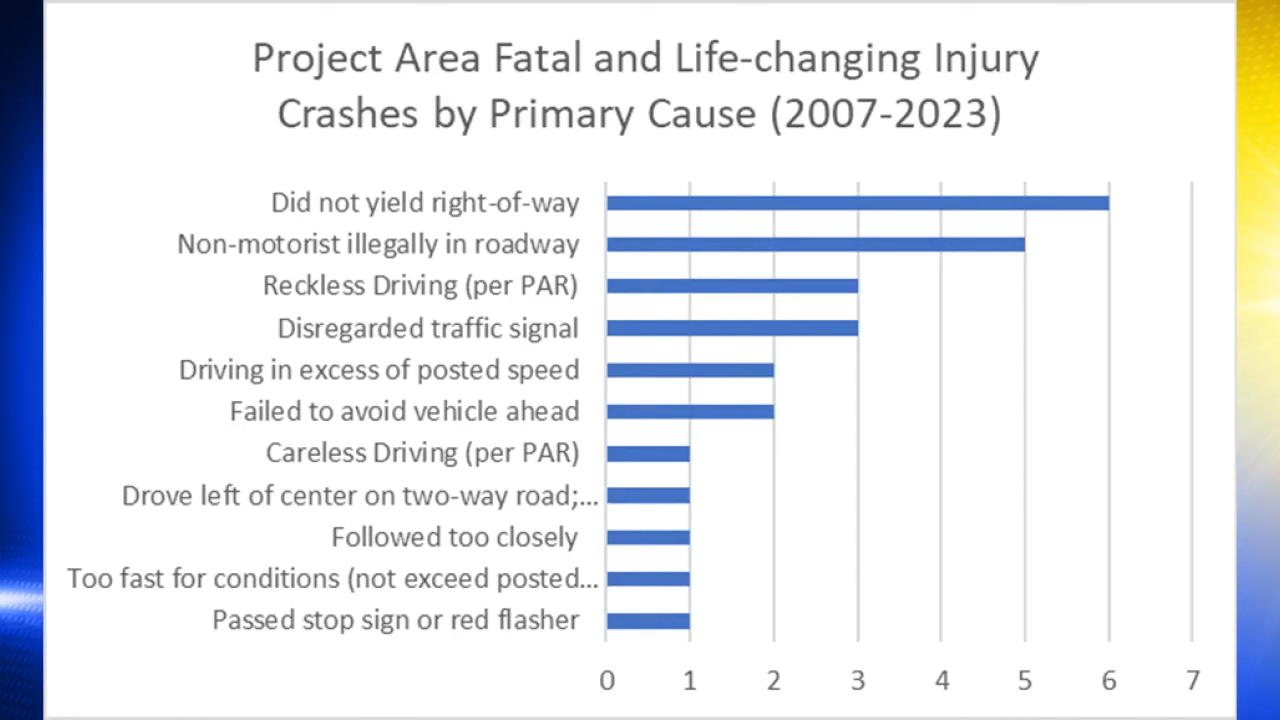 Project Area Fatal and Life-changing Injury
Crashes by Primary Cause (2007-2023)
Did not yield right-of-way
Non-motorist illegally in roadway
Reckless Driving (per PAR)
Disregarded traffic signal
Driving in excess of posted speed
Failed to avoid vehicle ahead
Careless Driving (per PAR)
Drove left of center on two-way road;...
Followed too closely
Too fast for conditions (not exceed posted...
Passed stop sign or red flasher
0 1 2 3 4 5 6 7